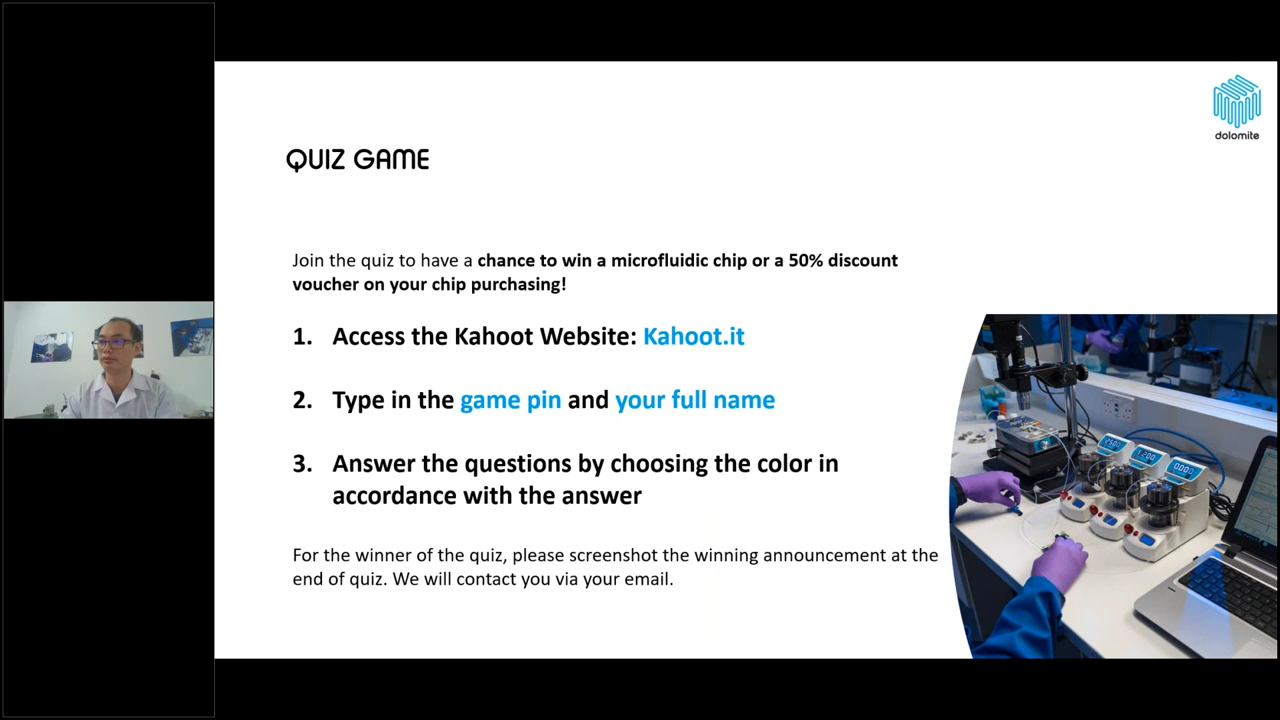 dolomite
QUIZ GAME
Join the quiz to have a chance to win a microfluidic chip or a 50% discount
voucher on your chip purchasing!
1. Access the Kahoot Website: Kahoot.it
2. Type in the game pin and your full name
3. Answer the questions by choosing the color in
accordance with the answer
For the winner of the quiz, please screenshot the winning announcement at the
end of quiz. We will contact you via your email.